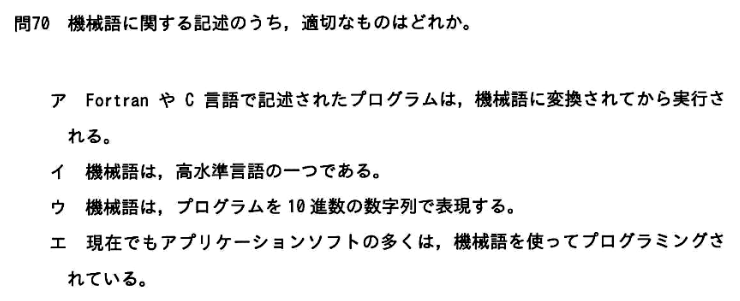 問70 機械語に関する記述のうち，適切なものはどれか。
ア Fortran や C 言語で記述されたプログラムは，機械語に変換されてから実行さ
れる。
イ 機械語は，高水準言語の一つである。
ウ 機械語は，プログラムを10進数の数字列で表現する。
エ 現在でもアプリケーションソフトの多くは，機械語を使ってプログラミングさ
れている。